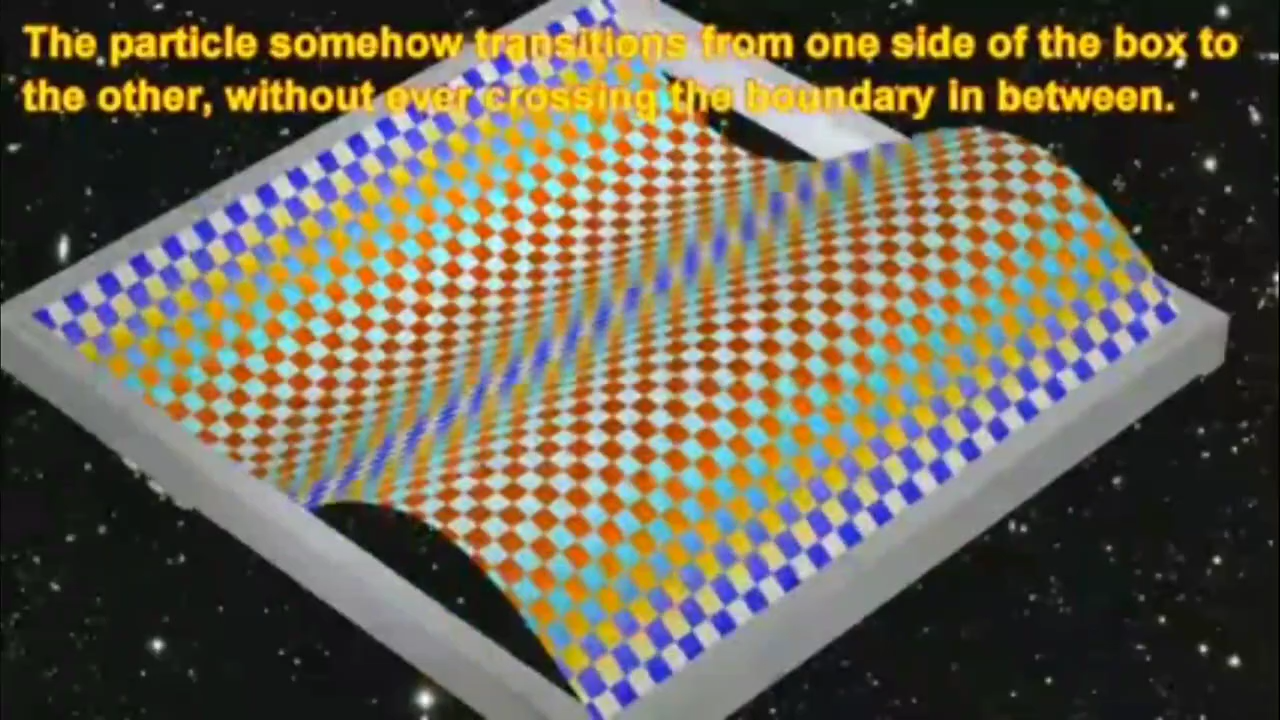 The particle somehow transitions from one side of the box to
the other, without ever crossing the boundary in between.